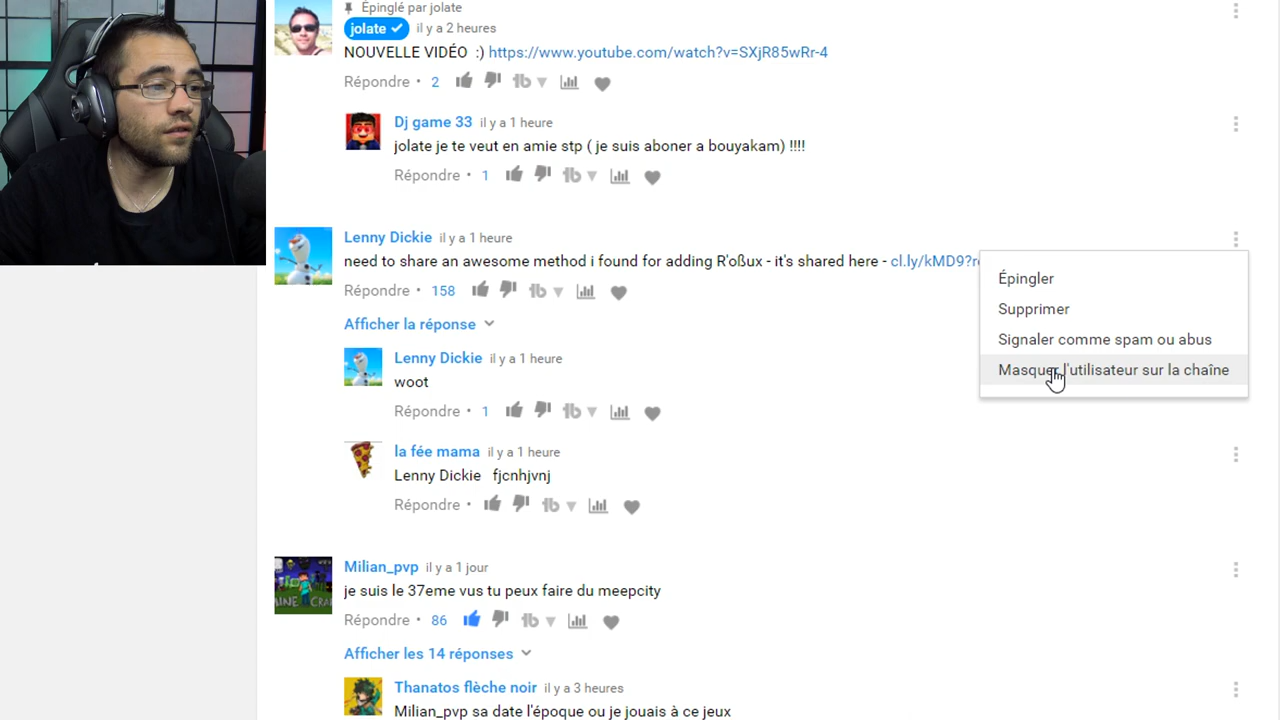 Épinglé par jolate
jolate il y a 2 heures
NOUVELLE VIDÉO :) https://www.youtube.com/watch?v=SXjR85wRr-4
Répondre • 2
Dj game 33 il y a 1 heure
jolate je te veut en amie stp ( je suis aboner a bouyakam) !!!!
Répondre • 1
Lenny Dickie il y a 1 heure
need to share an awesome method i found for adding R'oßux - it's shared here - cl.ly/kMD9?r
Répondre • 158
Afficher la réponse
Lenny Dickie il y a 1 heure
woot
Répondre • 1
la fée mama il y a 1 heure
Lenny Dickie fjcnhjvnj
Répondre •
Milian_pvp il y a 1 jour
je suis le 37eme vus tu peux faire du meepcity
Répondre • 86
Afficher les 14 réponses
Thanatos flèche noir il y a 3 heures
Milian_pvp sa date l'époque ou je jouais à ce jeux
Épingler
Supprimer
Signaler comme spam ou abus
Masquer l'utilisateur sur la chaîne